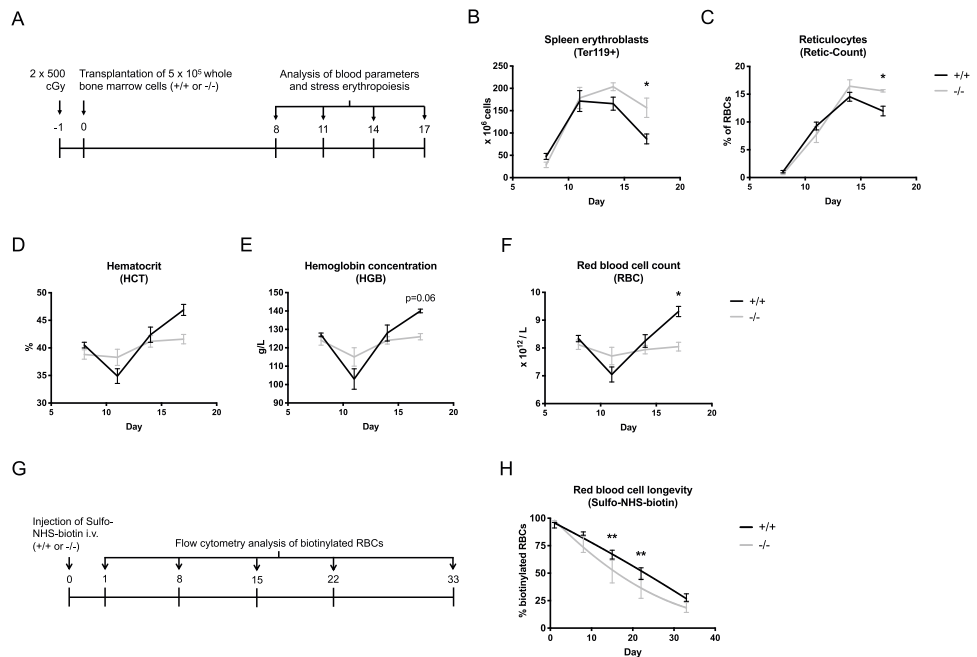 A
2 x 500
cGy
Transplantation of 5 x 10⁵ whole
bone marrow cells (+/+ or -/-)
Analysis of blood parameters
and stress erythropoiesis
-1 0 8 11 14 17
B
Spleen erythroblasts
(Ter119+)
x 10⁶ cells
250
200
150
100
50
0
*
5 10 15 20
Day
C
Reticulocytes
(Retic-Count)
% of RBCs
20
15
10
5
0
*
5 10 15 20
Day
+/+
-/-
D
Hematocrit
(HCT)
%
50
45
40
35
30
5 10 15 20
Day
E
Hemoglobin concentration
(HGB)
g/L
150
140
130
120
110
100
90
p=0.06
5 10 15 20
Day
F
Red blood cell count
(RBC)
x 10¹² / L
10
9
8
7
6
*
5 10 15 20
Day
+/+
-/-
G
Injection of Sulfo-
NHS-biotin i.v.
(+/+ or -/-)
Flow cytometry analysis of biotinylated RBCs
0 1 8 15 22 33
H
Red blood cell longevity
(Sulfo-NHS-biotin)
% biotinylated RBCs
100
75
50
25
0
**
**
0 10 20 30 40
Day
+/+
-/-